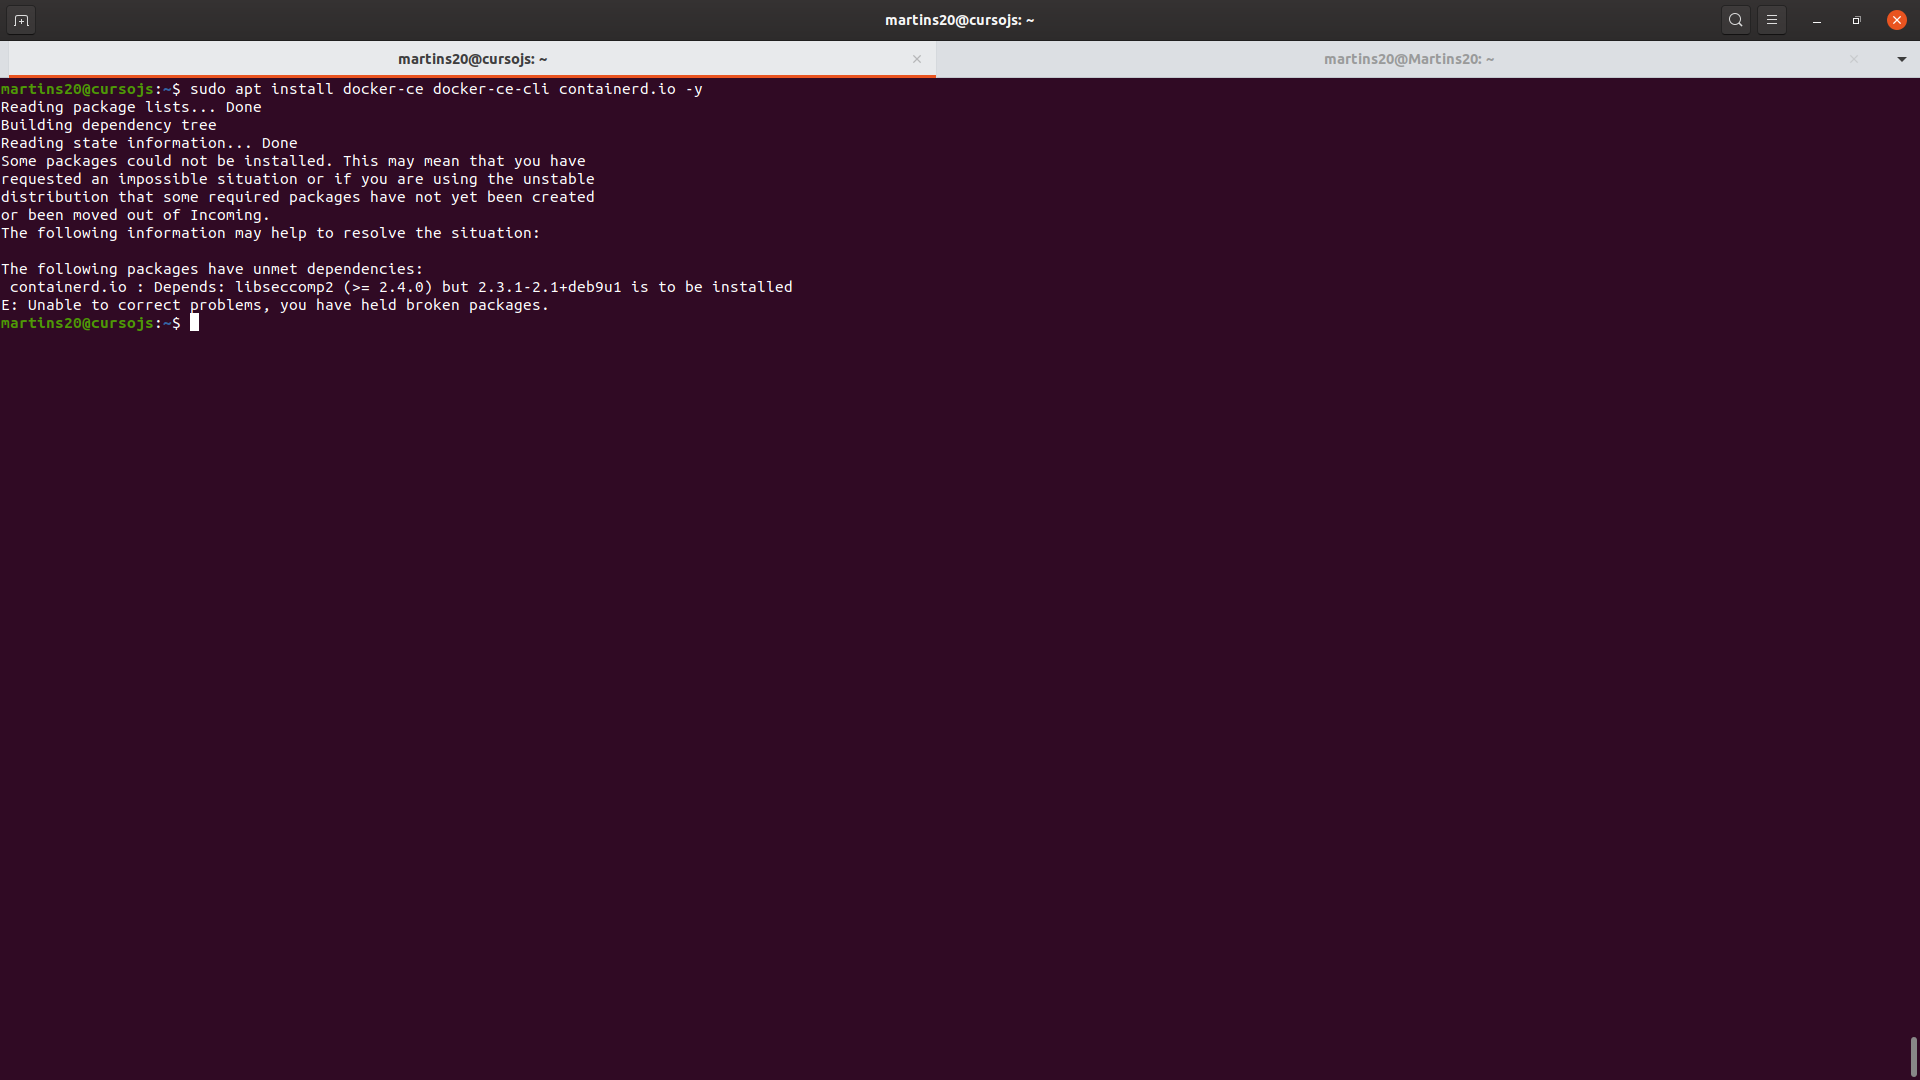 martins20@cursojs: ~
martins20@cursojs: ~
martins20@Martins20: ~
martins20@cursojs:~$ sudo apt install docker-ce docker-ce-cli containerd.io -y
Reading package lists... Done
Building dependency tree
Reading state information... Done
Some packages could not be installed. This may mean that you have
requested an impossible situation or if you are using the unstable
distribution that some required packages have not yet been created
or been moved out of Incoming.
The following information may help to resolve the situation:
The following packages have unmet dependencies:
 containerd.io : Depends: libseccomp2 (>= 2.4.0) but 2.3.1-2.1+deb9u1 is to be installed
E: Unable to correct problems, you have held broken packages.
martins20@cursojs:~$